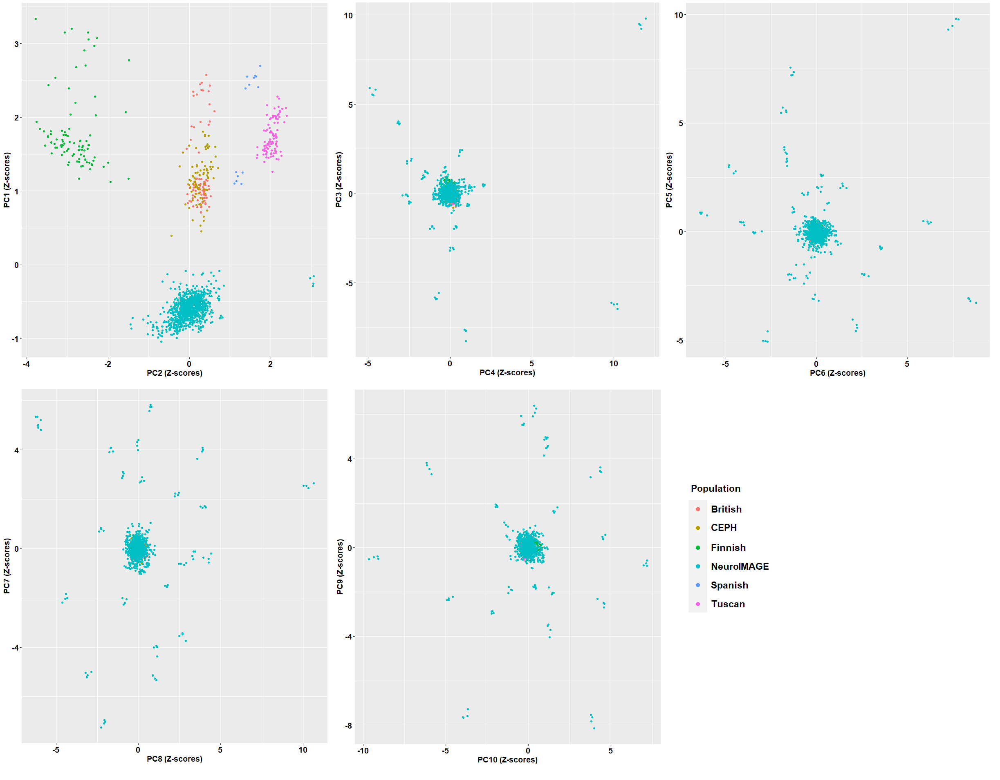 3
2
1
0
-1
PC1 (Z-scores)
-4
-2
0
2
PC2 (Z-scores)
10
5
0
-5
PC3 (Z-scores)
-5
0
5
10
PC4 (Z-scores)
10
5
0
-5
PC5 (Z-scores)
-5
0
5
PC6 (Z-scores)
4
0
-4
PC7 (Z-scores)
-5
0
5
10
PC8 (Z-scores)
4
0
-4
-8
PC9 (Z-scores)
-10
-5
0
5
PC10 (Z-scores)
Population
British
CEPH
Finnish
NeuroIMAGE
Spanish
Tuscan